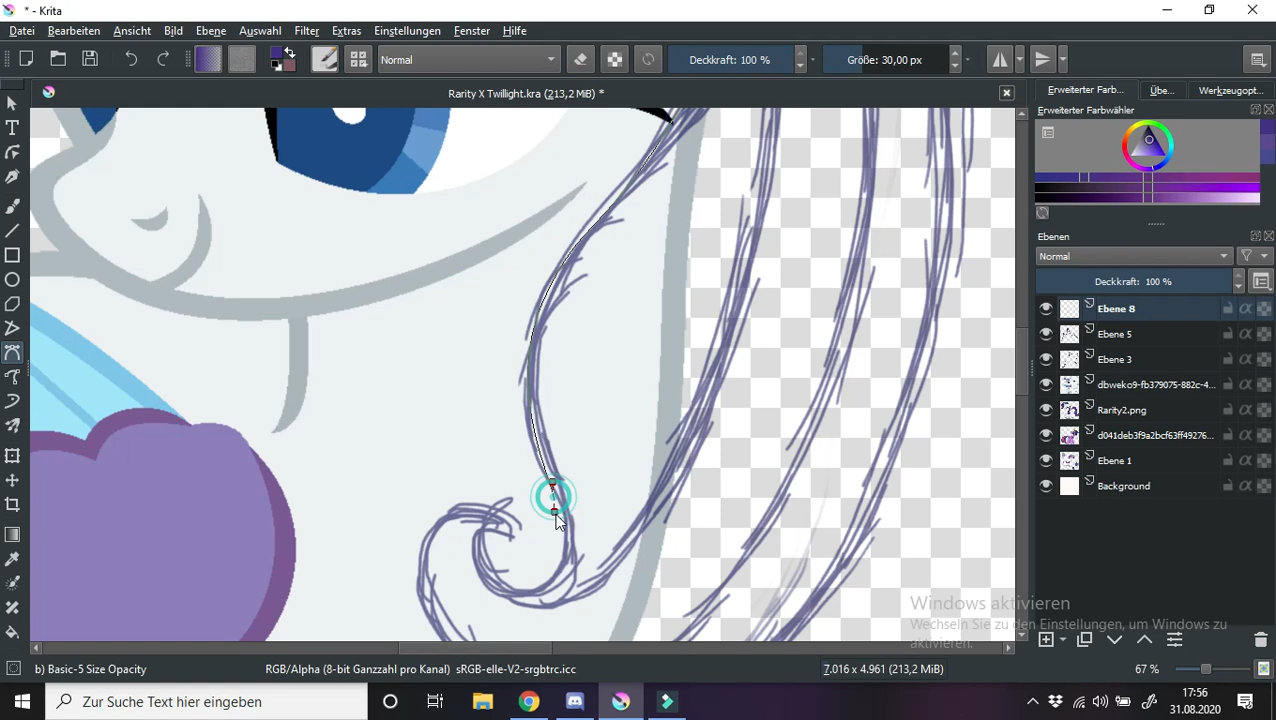 * - Krita
Datei Bearbeiten Ansicht Bild Ebene Auswahl Filter Extras Einstellungen Fenster Hilfe
Normal Deckkraft: 100 % Größe: 30,00 px
Rarity X Twillight.kra (213,2 MiB) *
Erweiterter Farb... Übe... Werkzeugopt...
Erweiterter Farbwähler
Ebenen
Normal
Deckkraft: 100 %
Ebene 8
Ebene 5
Ebene 3
dbweko9-fb379075-882c-4...
Rarity2.png
d041deb3f9a2bcf63ff49276...
Ebene 1
Background
Windows aktivieren
Wechseln Sie zu den Einstellungen, um Windows zu
aktivieren.
b) Basic-5 Size Opacity RGB/Alpha (8-bit Ganzzahl pro Kanal) sRGB-elle-V2-srgbtrc.icc 7.016 x 4.961 (213,2 MiB) 67 %
Zur Suche Text hier eingeben 17:56
31.08.2020